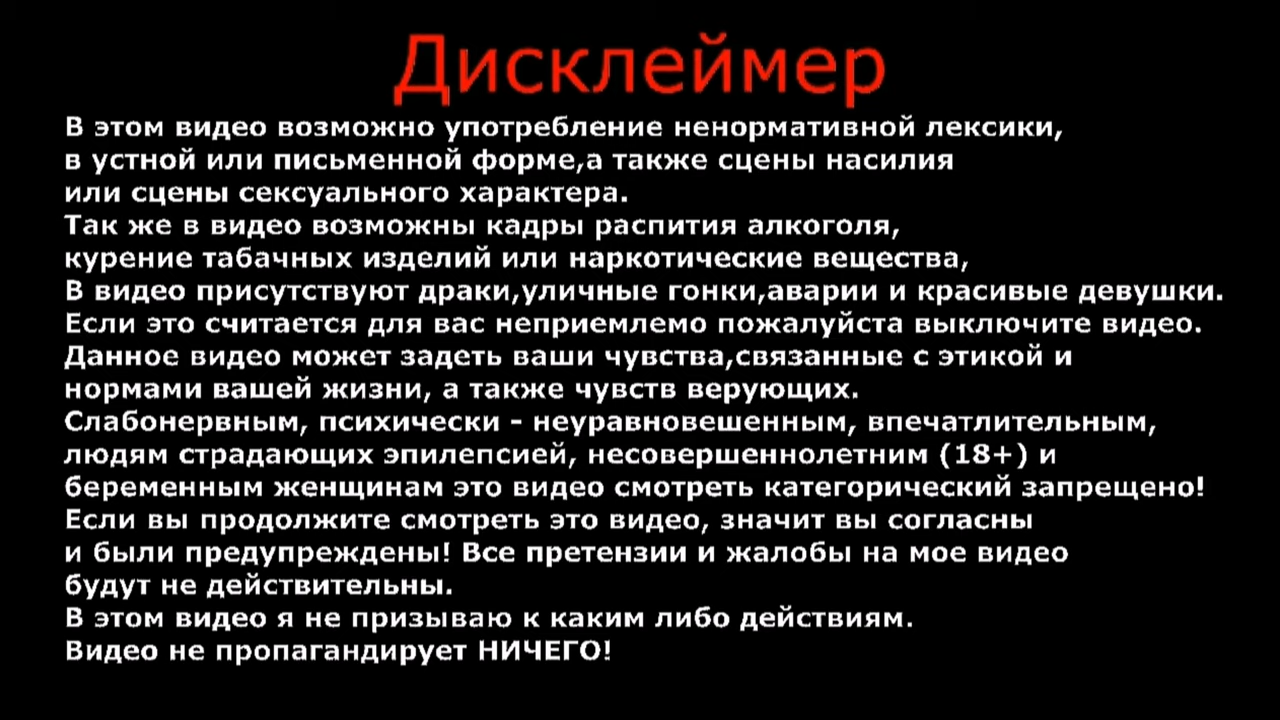 Дисклеймер
В этом видео возможно употребление ненормативной лексики,
в устной или письменной форме,а также сцены насилия
или сцены сексуального характера.
Так же в видео возможны кадры распития алкоголя,
курение табачных изделий или наркотические вещества,
В видео присутствуют драки,уличные гонки,аварии и красивые девушки.
Если это считается для вас неприемлемо пожалуйста выключите видео.
Данное видео может задеть ваши чувства,связанные с этикой и
нормами вашей жизни, а также чувств верующих.
Слабонервным, психически - неуравновешенным, впечатлительным,
людям страдающих эпилепсией, несовершеннолетним (18+) и
беременным женщинам это видео смотреть категорический запрещено!
Если вы продолжите смотреть это видео, значит вы согласны
и были предупреждены! Все претензии и жалобы на мое видео
будут не действительны.
В этом видео я не призываю к каким либо действиям.
Видео не пропагандирует НИЧЕГО!